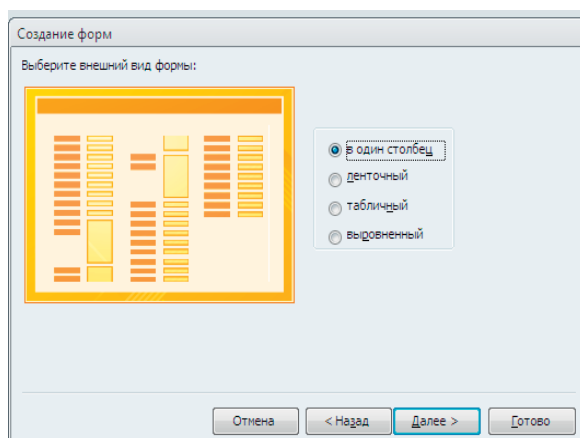 Создание форм
Выберите внешний вид формы:
в один столбец
ленточный
табличный
выровненный
Отмена
< Назад
Далее >
Готово